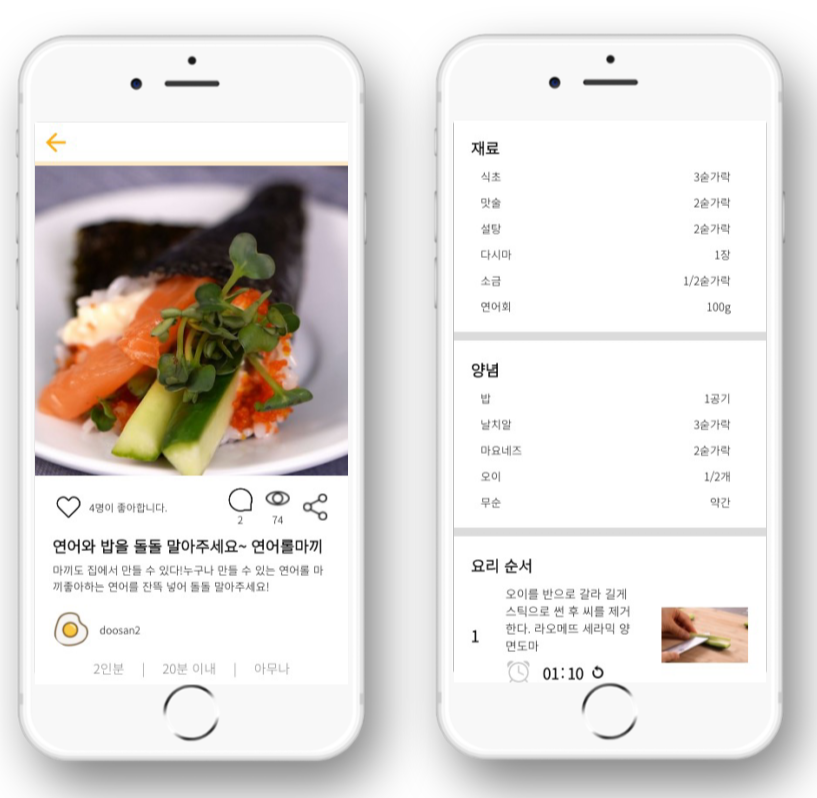 4명이 좋아합니다.
2
74
연어와 밥을 돌돌 말아주세요~ 연어롤마끼
마끼도 집에서 만들 수 있다!누구나 만들 수 있는 연어롤 마
끼좋아하는 연어를 잔뜩 넣어 돌돌 말아주세요!
doosan2
2인분 | 20분 이내 | 아무나
재료
식초 3숟가락
맛술 2숟가락
설탕 2숟가락
다시마 1장
소금 1/2숟가락
연어회 100g
양념
밥 1공기
날치알 3숟가락
마요네즈 2숟가락
오이 1/2개
무순 약간
요리 순서
1
오이를 반으로 갈라 길게
스틱으로 썬 후 씨를 제거
한다. 라오메뜨 세라믹 양
면도마
01:10